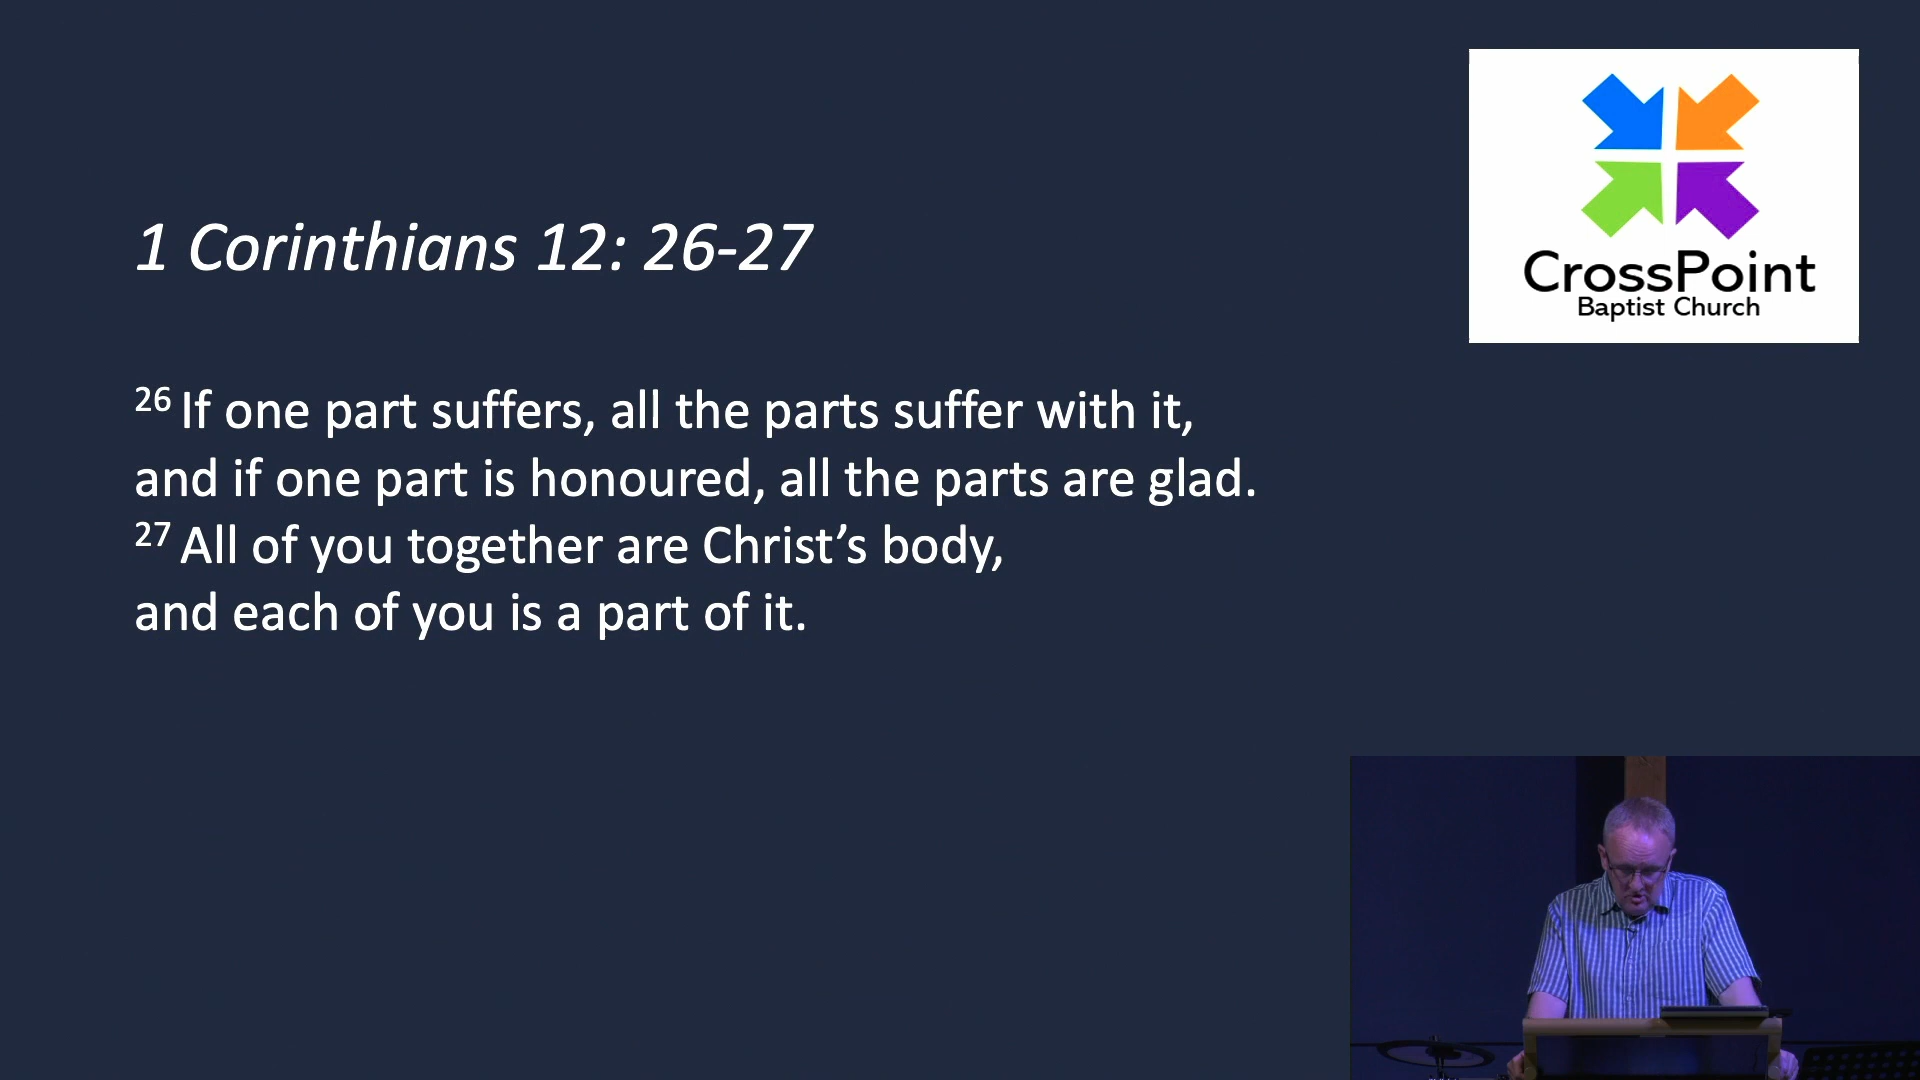 1 Corinthians 12: 26-27
26 If one part suffers, all the parts suffer with it,
and if one part is honoured, all the parts are glad.
27 All of you together are Christ’s body,
and each of you is a part of it.
CrossPoint
Baptist Church